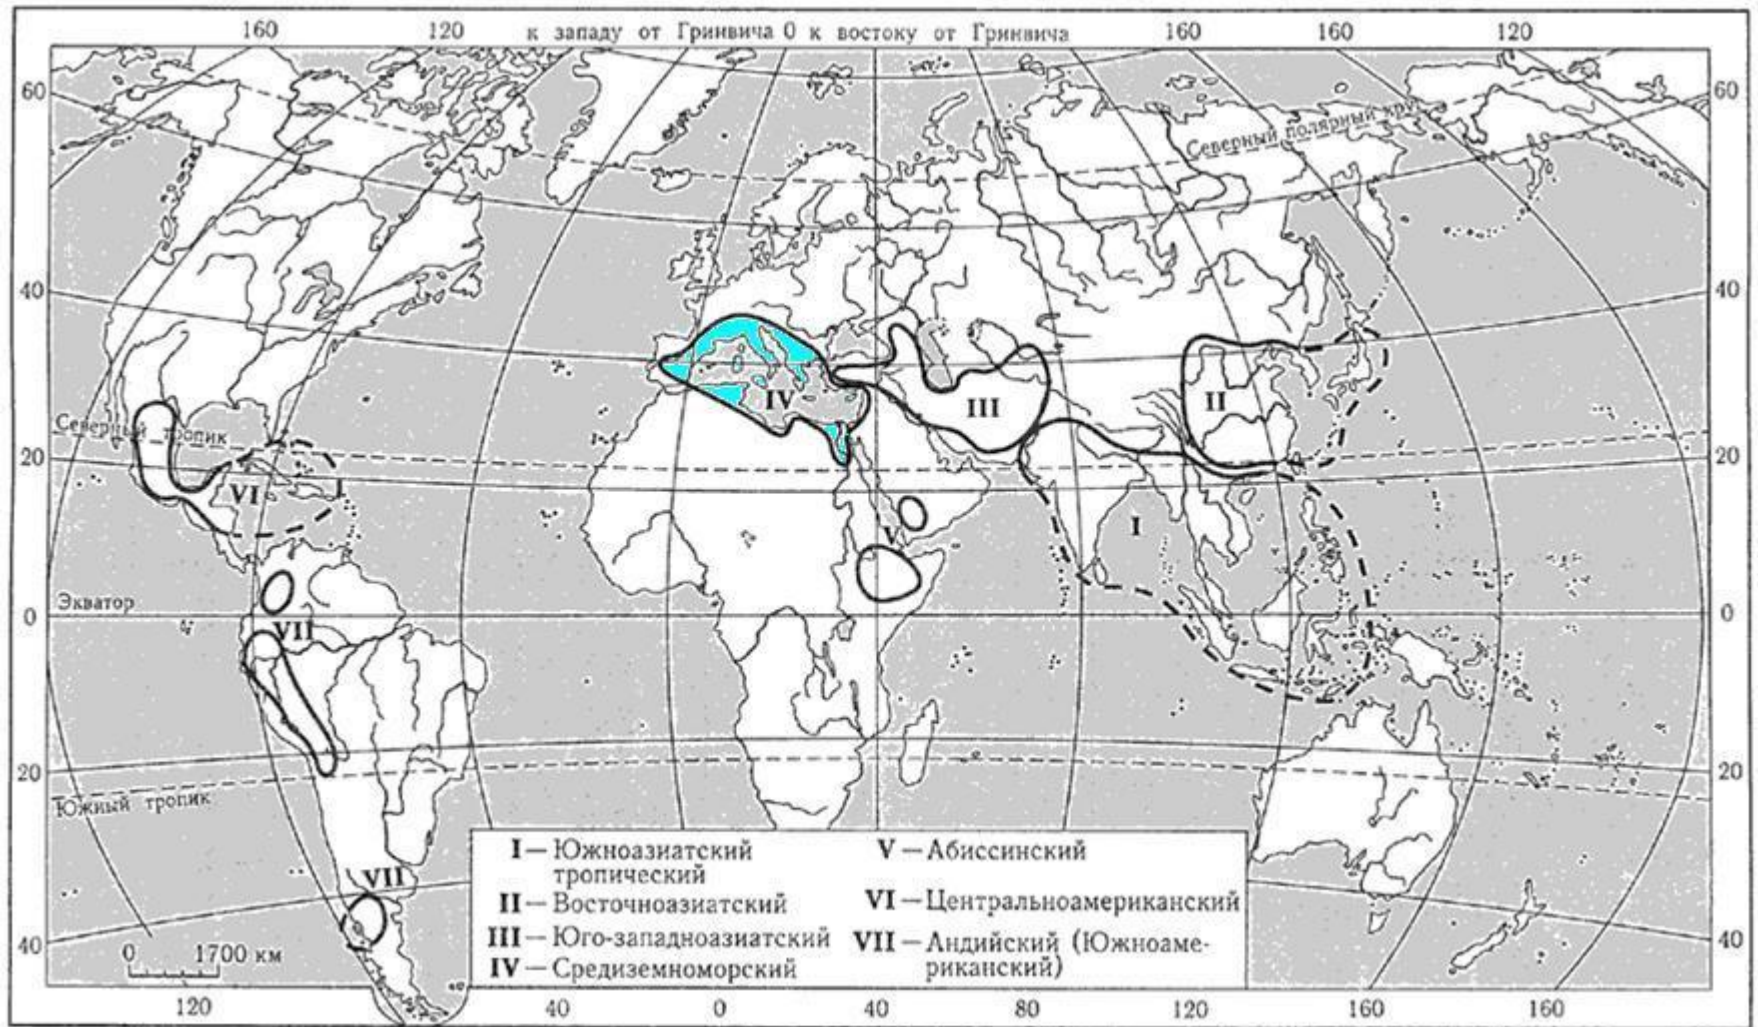 160 120 к западу от Гринвича 0 к востоку от Гринвича 160 160 120
60 60
Северный полярный круг
40 40
IV III II
Северный тропик
20 20
VI
I
V
Экватор
0 0
VII
20 20
Южный тропик
VII
I — Южноазиатский
тропический
II — Восточноазиатский
III — Юго-западноазиатский
IV — Средиземноморский
V — Абиссинский
VI — Центральноамериканский
VII — Андийский (Южноаме-
риканский)
40 40
0 1700 км
120 40 0 40 80 120 160 160